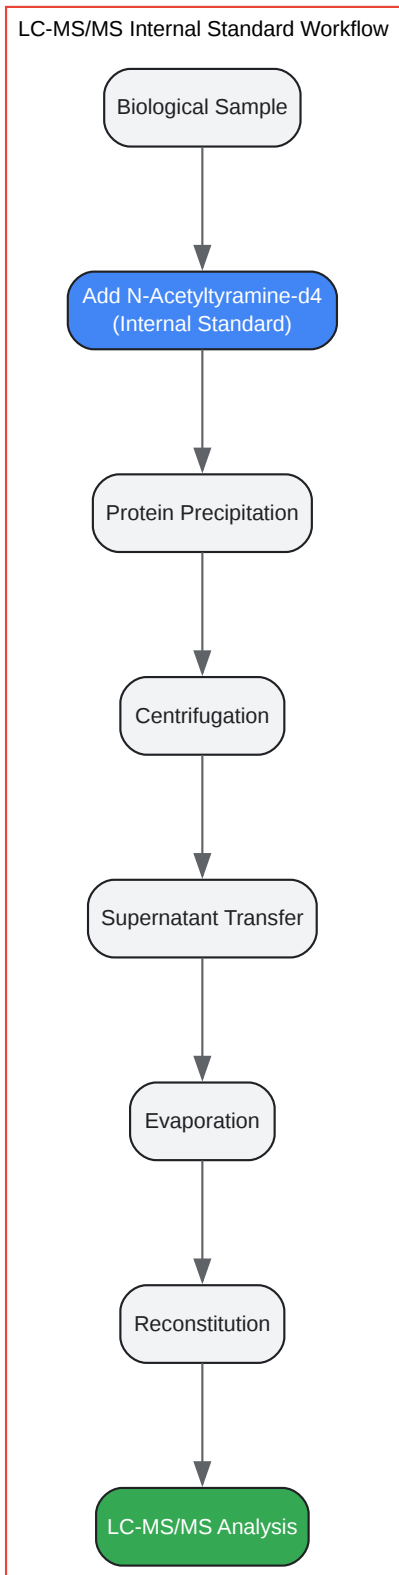 LC-MS/MS Internal Standard Workflow
Biological Sample
Add N-Acetyltyramine-d4
(Internal Standard)
Protein Precipitation
Centrifugation
Supernatant Transfer
Evaporation
Reconstitution
LC-MS/MS Analysis